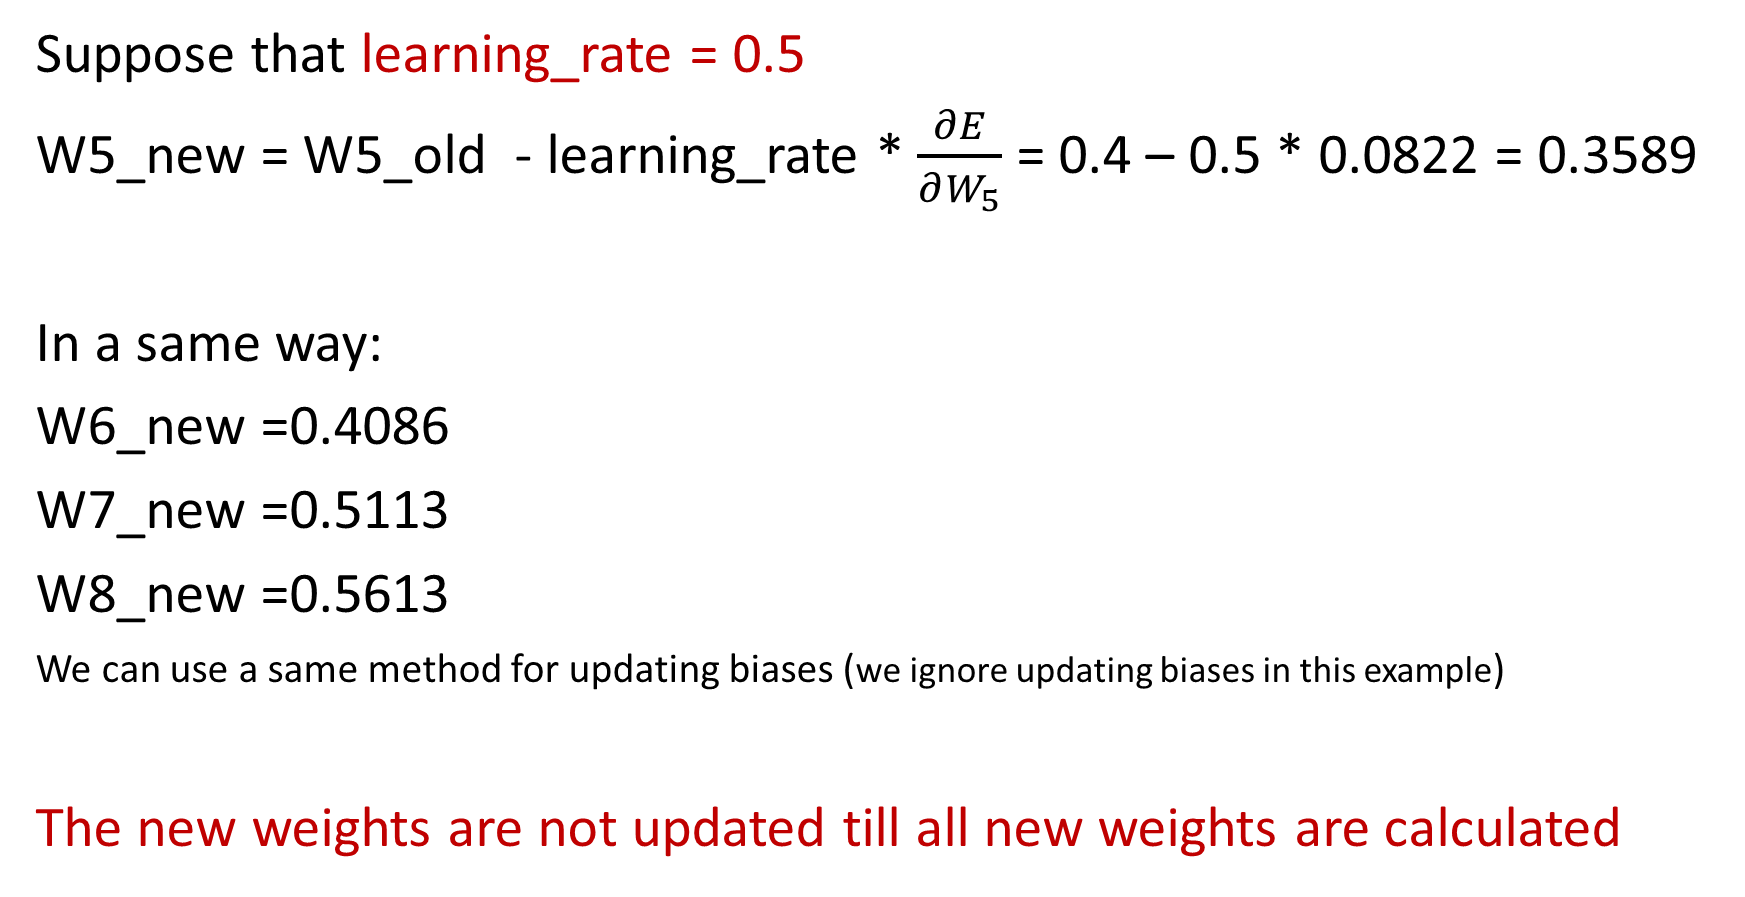 Suppose that learning_rate = 0.5
W5_new = W5_old - learning_rate * ∂E/∂W₅ = 0.4 – 0.5 * 0.0822 = 0.3589
In a same way:
W6_new =0.4086
W7_new =0.5113
W8_new =0.5613
We can use a same method for updating biases (we ignore updating biases in this example)
The new weights are not updated till all new weights are calculated